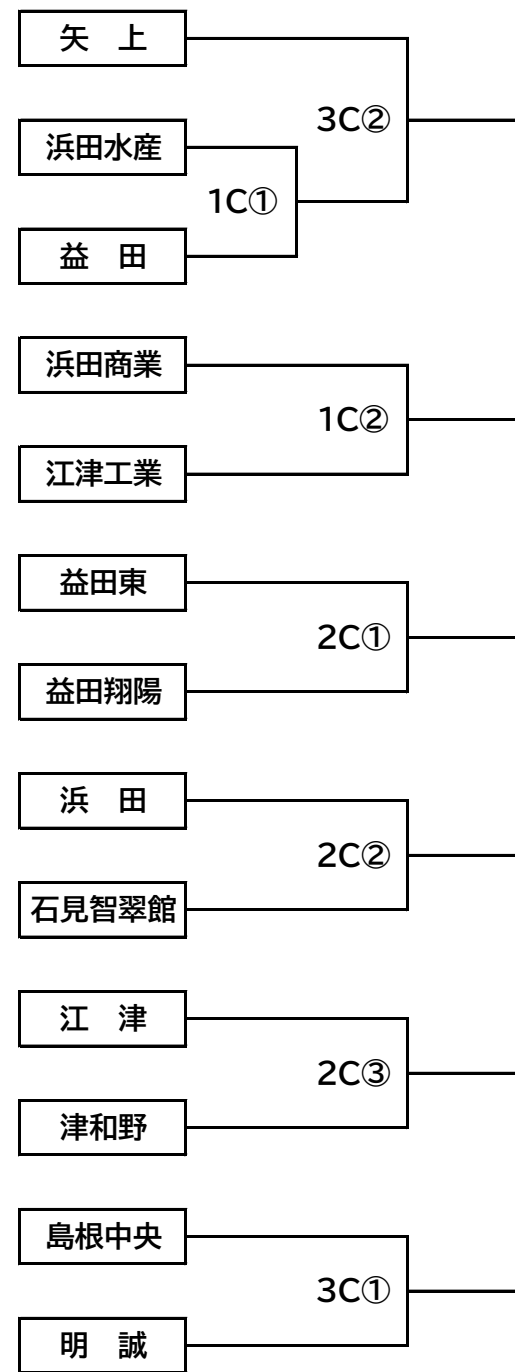 矢　上
3C②
浜田水産
1C①
益　田
浜田商業
1C②
江津工業
益田東
2C①
益田翔陽
浜　田
2C②
石見智翠館
江　津
2C③
津和野
島根中央
3C①
明　誠